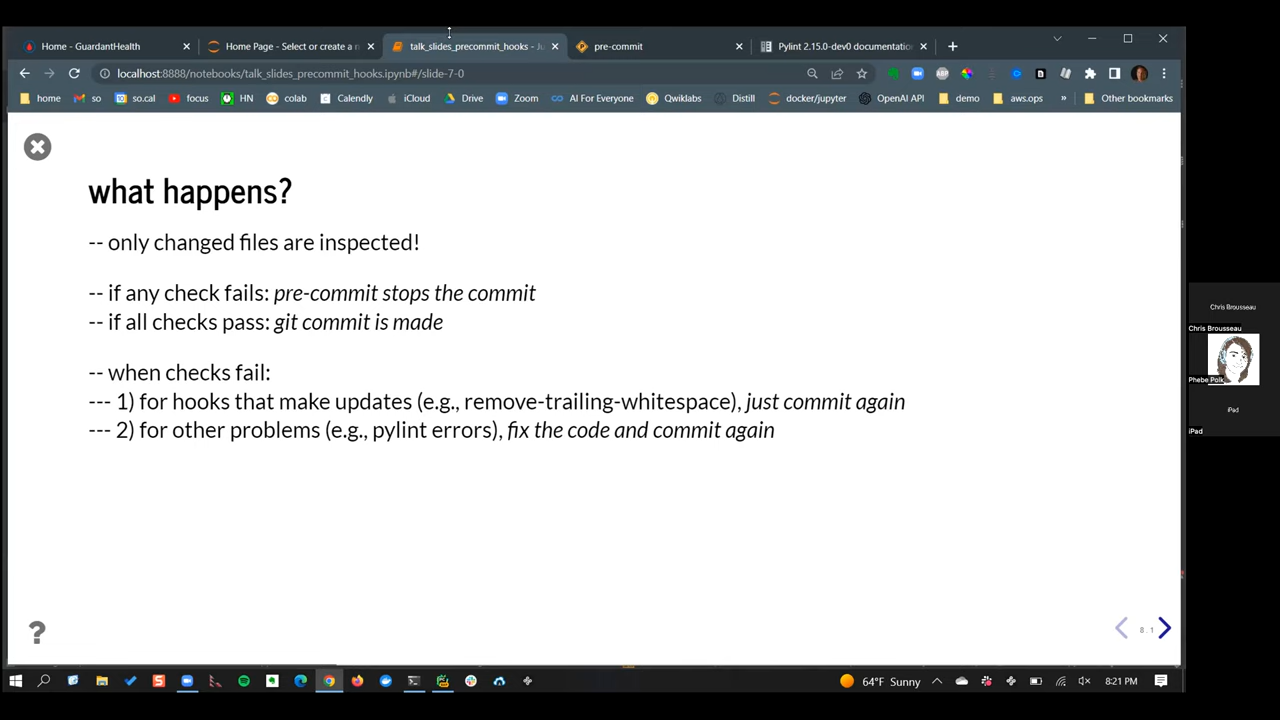 Home - GuardantHealth
Home Page - Select or create a n
talk_slides_precommit_hooks - Ju
pre-commit
Pylint 2.15.0-dev0 documentatio
localhost:8888/notebooks/talk_slides_precommit_hooks.ipynb#/slide-7-0
home
so
so.cal
focus
HN
colab
Calendly
iCloud
Drive
Zoom
AI For Everyone
Qwiklabs
Distill
docker/jupyter
OpenAI API
demo
aws.ops
»
Other bookmarks
what happens?
-- only changed files are inspected!
-- if any check fails: pre-commit stops the commit
-- if all checks pass: git commit is made
-- when checks fail:
--- 1) for hooks that make updates (e.g., remove-trailing-whitespace), just commit again
--- 2) for other problems (e.g., pylint errors), fix the code and commit again
?
8.1
Chris Brousseau
Chris Brousseau
Phebe Polk
iPad
iPad
64°F Sunny
8:21 PM